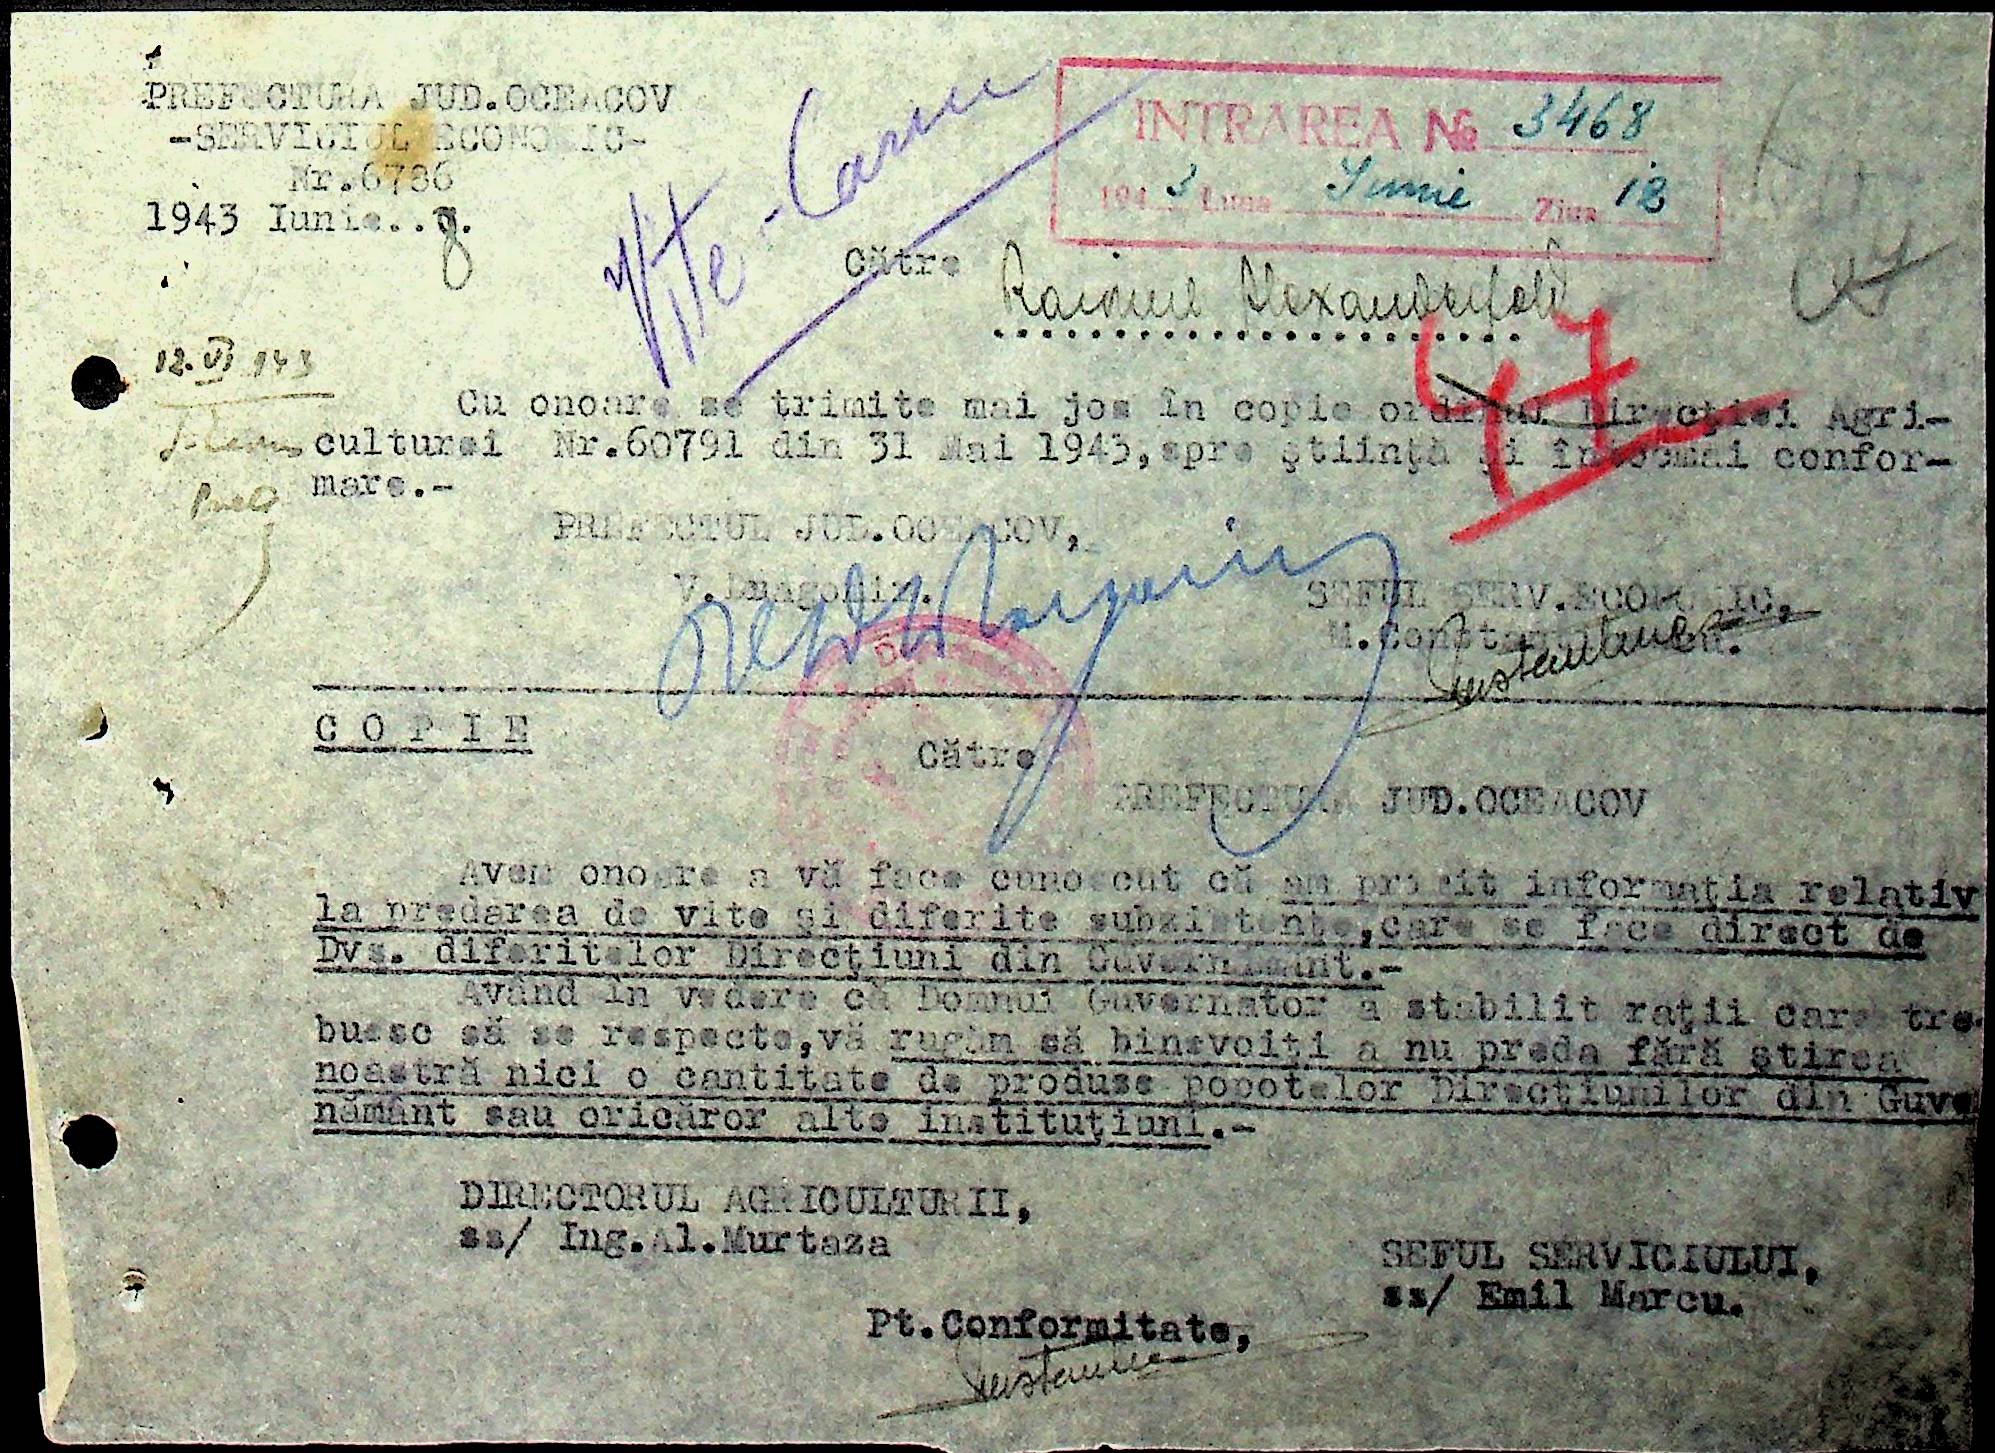 PREFECTURA JUD.OCEACOV
-SERVICIUL ECONOMIC-
Nr.6786
1943 Iunie..8.
Vite-Carne
INTRAREA No 3468
1943 Luna Iunie Ziua 12
Către
Raionul Alexanderfeld
47
12.VI 943
Cu onoare se trimite mai jos în copie ordinul Direcţiei Agri-
culturei Nr.60791 din 31 Mai 1943,spre ştiinţă şi întocmai confor-
mare.-
PREFECTUL JUD.OCEACOV,
V.Dragomir.
SEFUL SERV.ECONOMIC,
M.Constantinescu.
COPIE
Către
PREFECTURA JUD.OCEACOV
Avem onoare a vă face cunoscut că am primit informaţia relativ
la predarea de vite şi diferite subzistenţe,care se face direct de
Dvs. diferitelor Direcţiuni din Guvernământ.-
Având în vedere că Domnul Guvernator a stabilit raţii care tre-
buesc să se respecte,vă rugăm să binevoiţi a nu preda fără ştirea
noastră nici o cantitate de produse popotelor Direcţiunilor din Guve
nământ sau oricăror alte instituţiuni.-
DIRECTORUL AGRICULTURII,
ss/ Ing.Al.Murtaza
SEFUL SERVICIULUI,
ss/ Emil Marcu.
Pt.Conformitate,